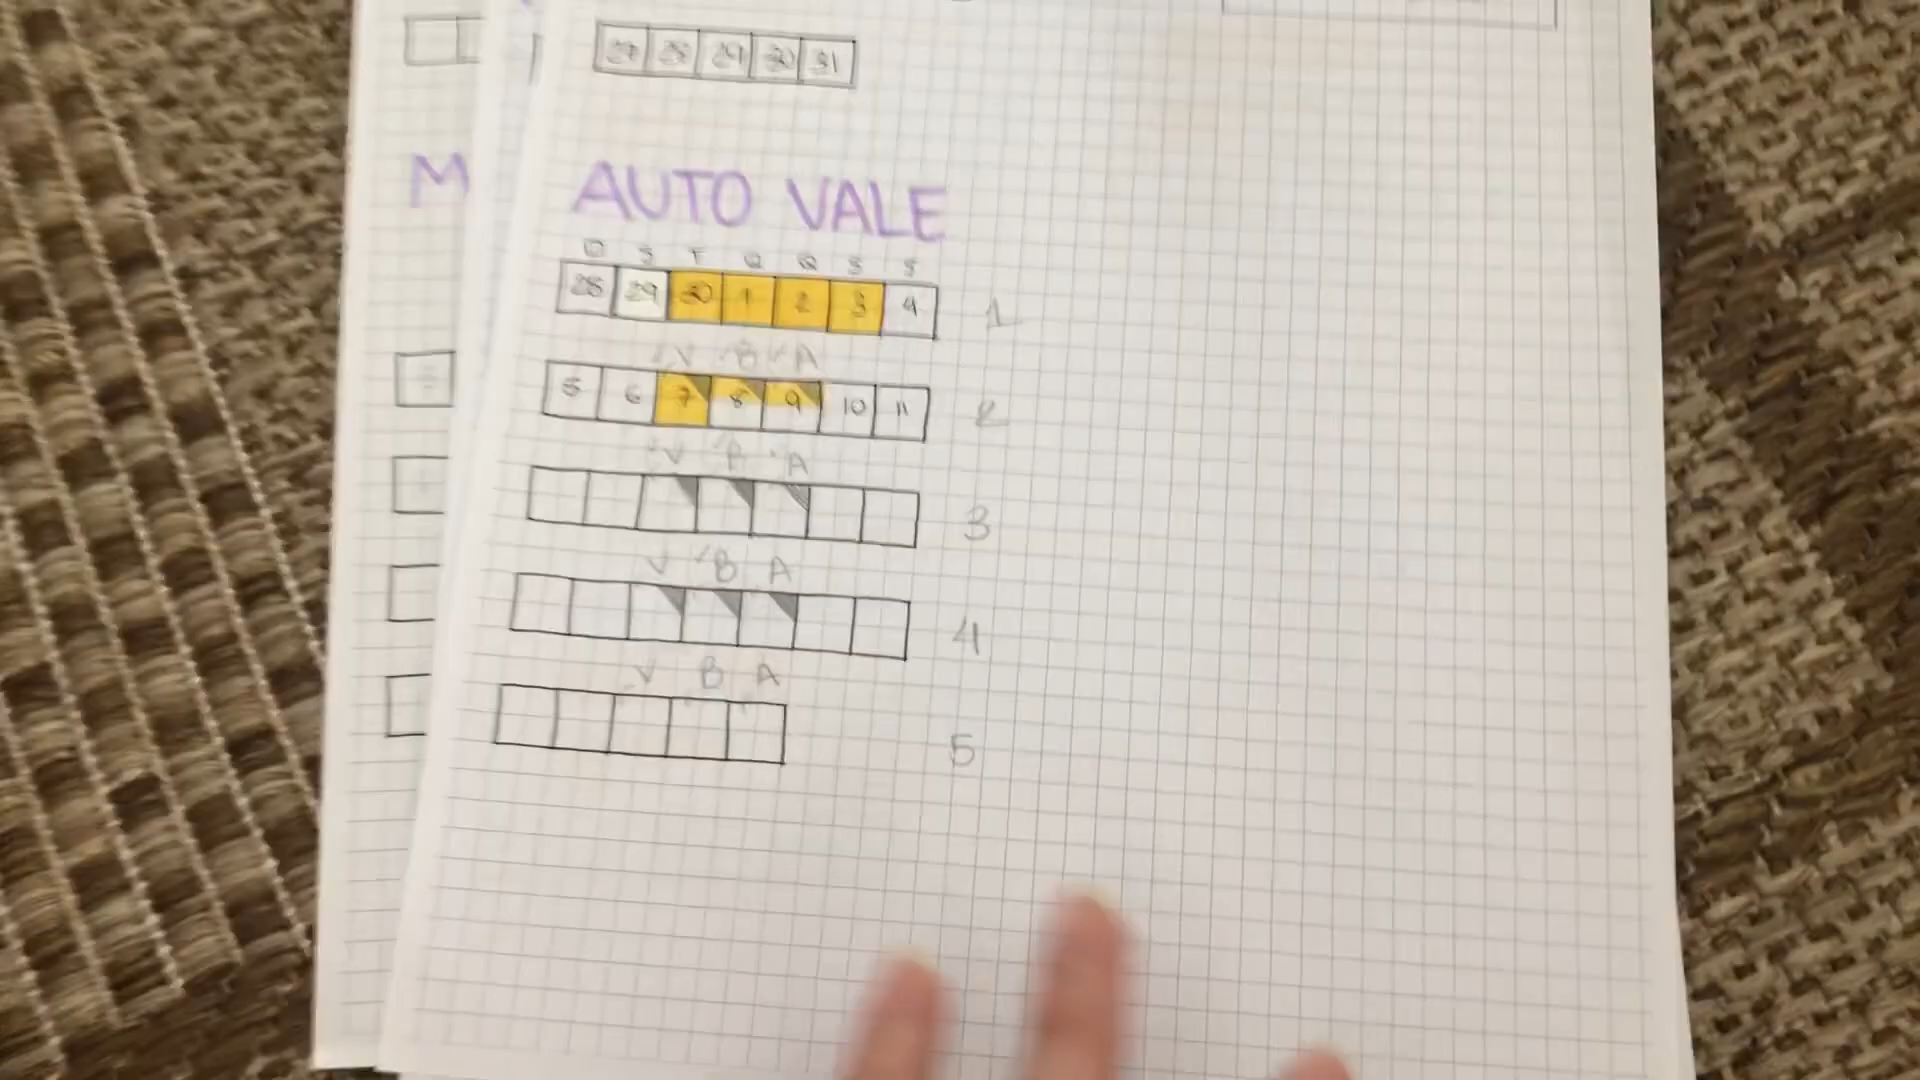 27 28 29 30 31
M
AUTO VALE
D S T Q Q S S
28 29 30 1 2 3 4 1
V B A
5 6 7 8 9 10 11 2
V B A
3
V B A
4
V B A
5